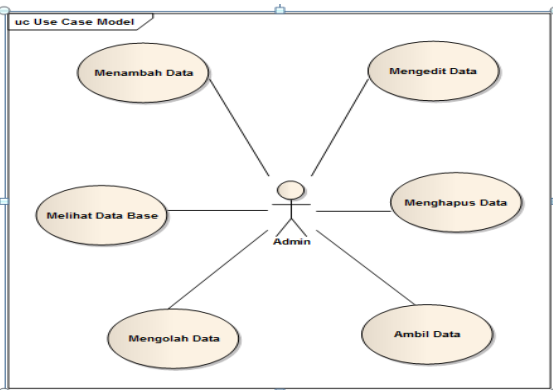 uc Use Case Model
Menambah Data
Mengedit Data
Melihat Data Base
Menghapus Data
Admin
Mengolah Data
Ambil Data